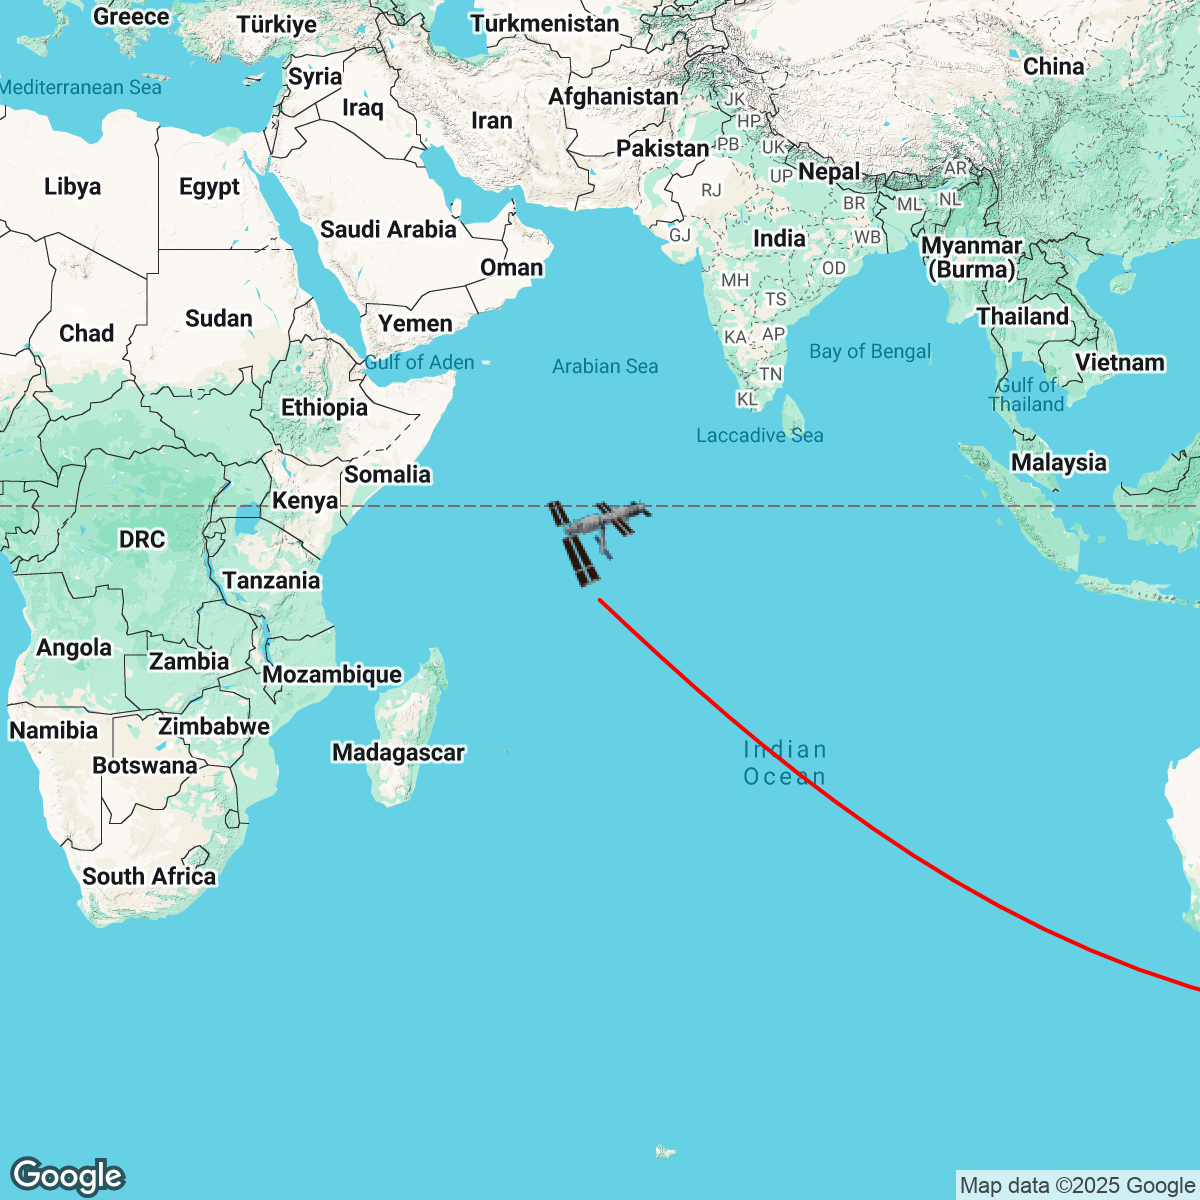 Greece
Türkiye
Turkmenistan
China
Mediterranean Sea
Syria
Iraq
Iran
Afghanistan
JK
HP
Pakistan
PB
UK
Nepal
AR
Libya
Egypt
RJ
UP
BR
ML
NL
Saudi Arabia
GJ
India
WB
Myanmar
(Burma)
Oman
MH
OD
TS
Chad
Sudan
Yemen
KA
AP
Thailand
Gulf of Aden
Arabian Sea
Bay of Bengal
Vietnam
TN
KL
Gulf of
Thailand
Ethiopia
Laccadive Sea
Somalia
Malaysia
Kenya
DRC
Tanzania
Angola
Zambia
Mozambique
Namibia
Zimbabwe
Botswana
Madagascar
Indian
Ocean
South Africa
Google
Map data ©2025 Google